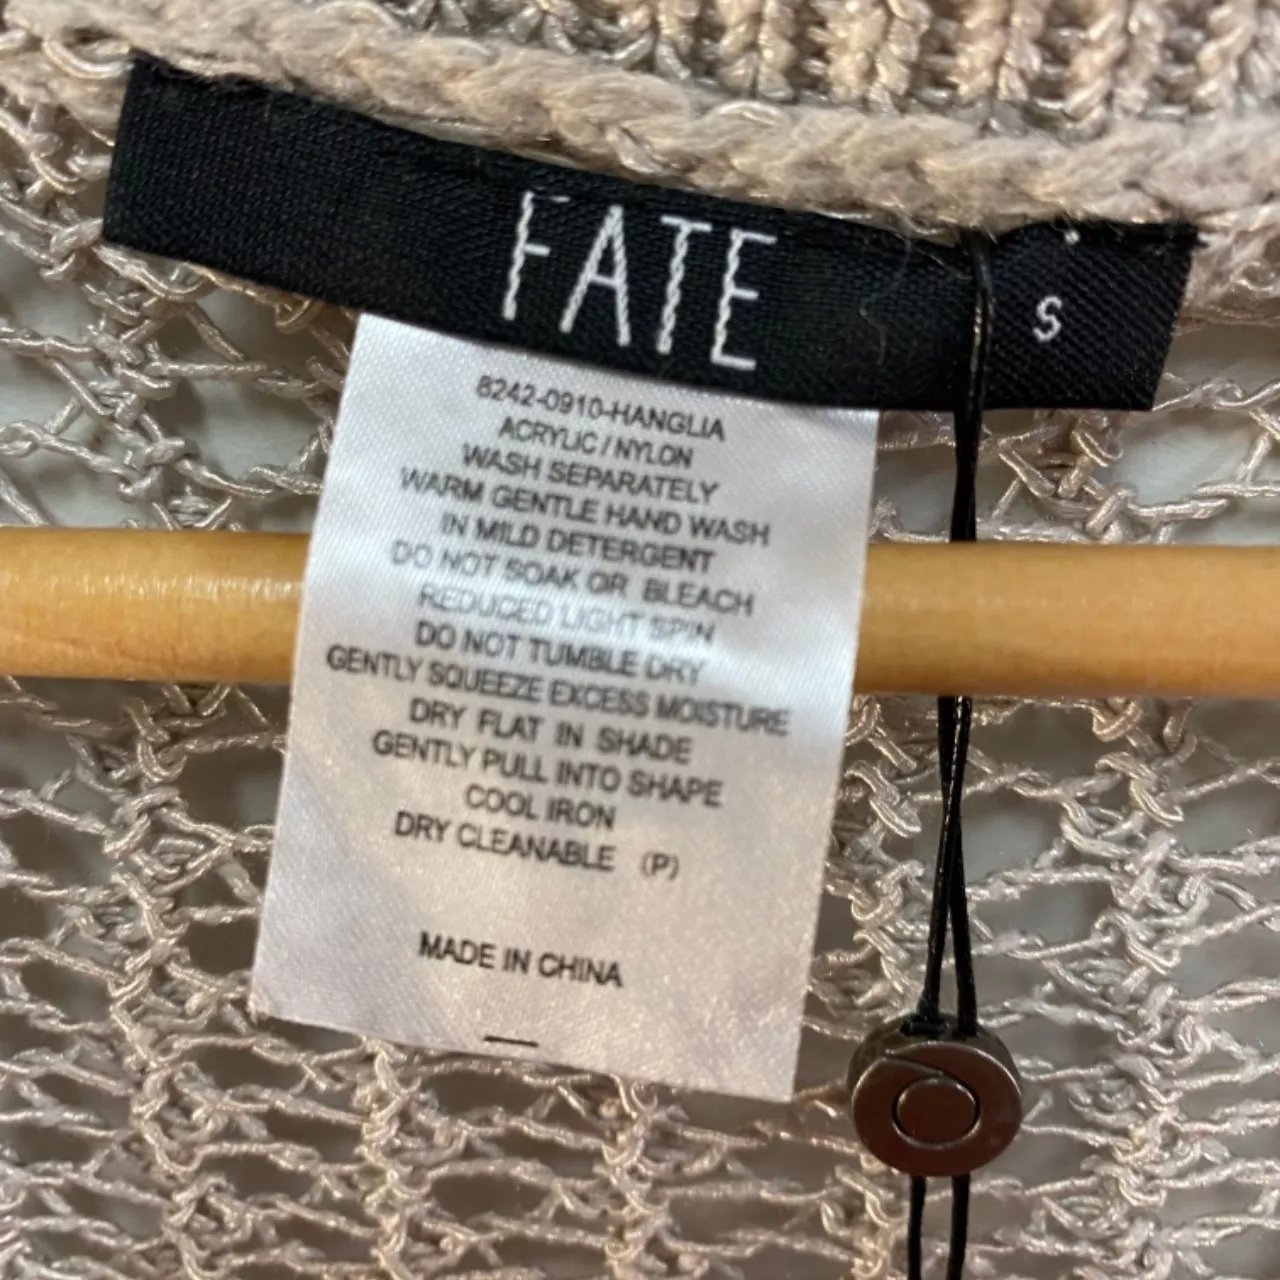 FATE
S
8242-0910-HANGLIA
ACRYLIC / NYLON
WASH SEPARATELY
WARM GENTLE HAND WASH
IN MILD DETERGENT
DO NOT SOAK OR BLEACH
REDUCED LIGHT SPIN
DO NOT TUMBLE DRY
GENTLY SQUEEZE EXCESS MOISTURE
DRY FLAT IN SHADE
GENTLY PULL INTO SHAPE
COOL IRON
DRY CLEANABLE (P)
MADE IN CHINA